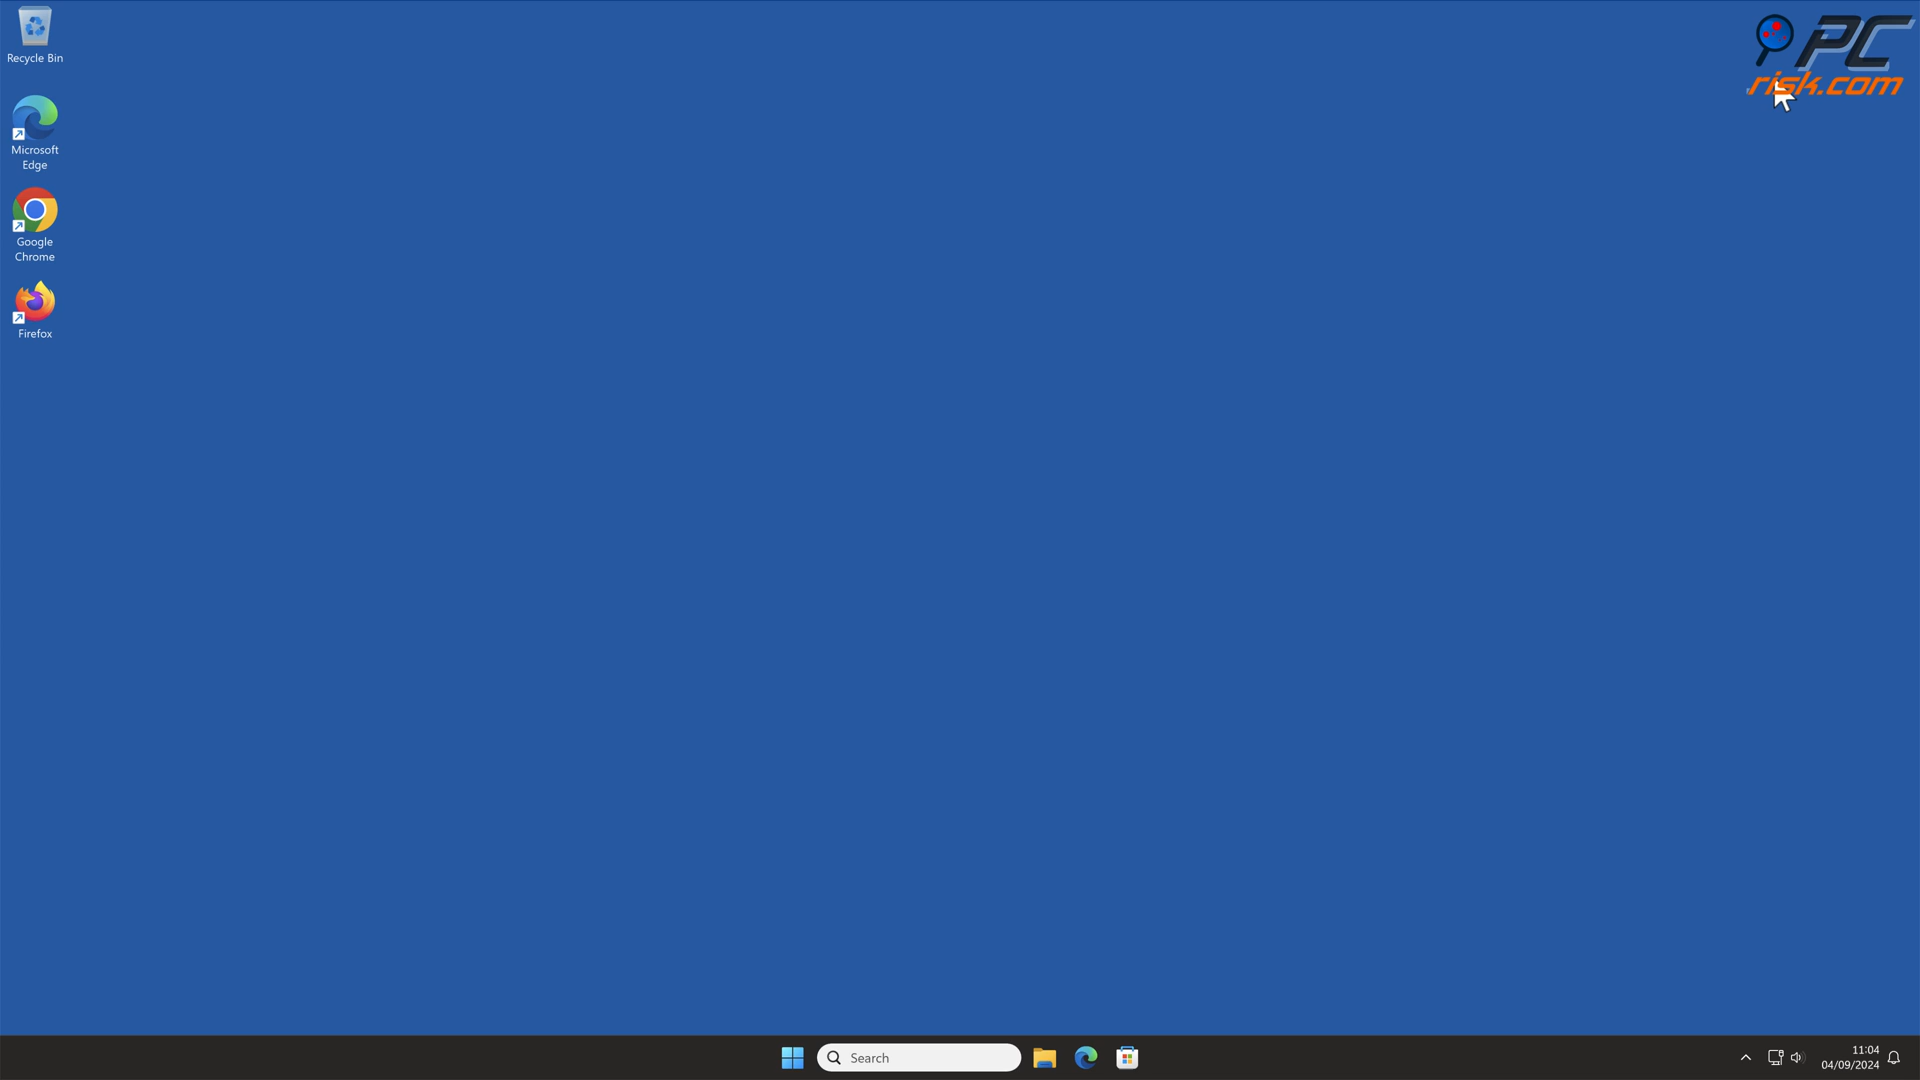 Recycle Bin
PC
risk.com
Microsoft
Edge
Google
Chrome
Firefox
Search
11:04
04/09/2024